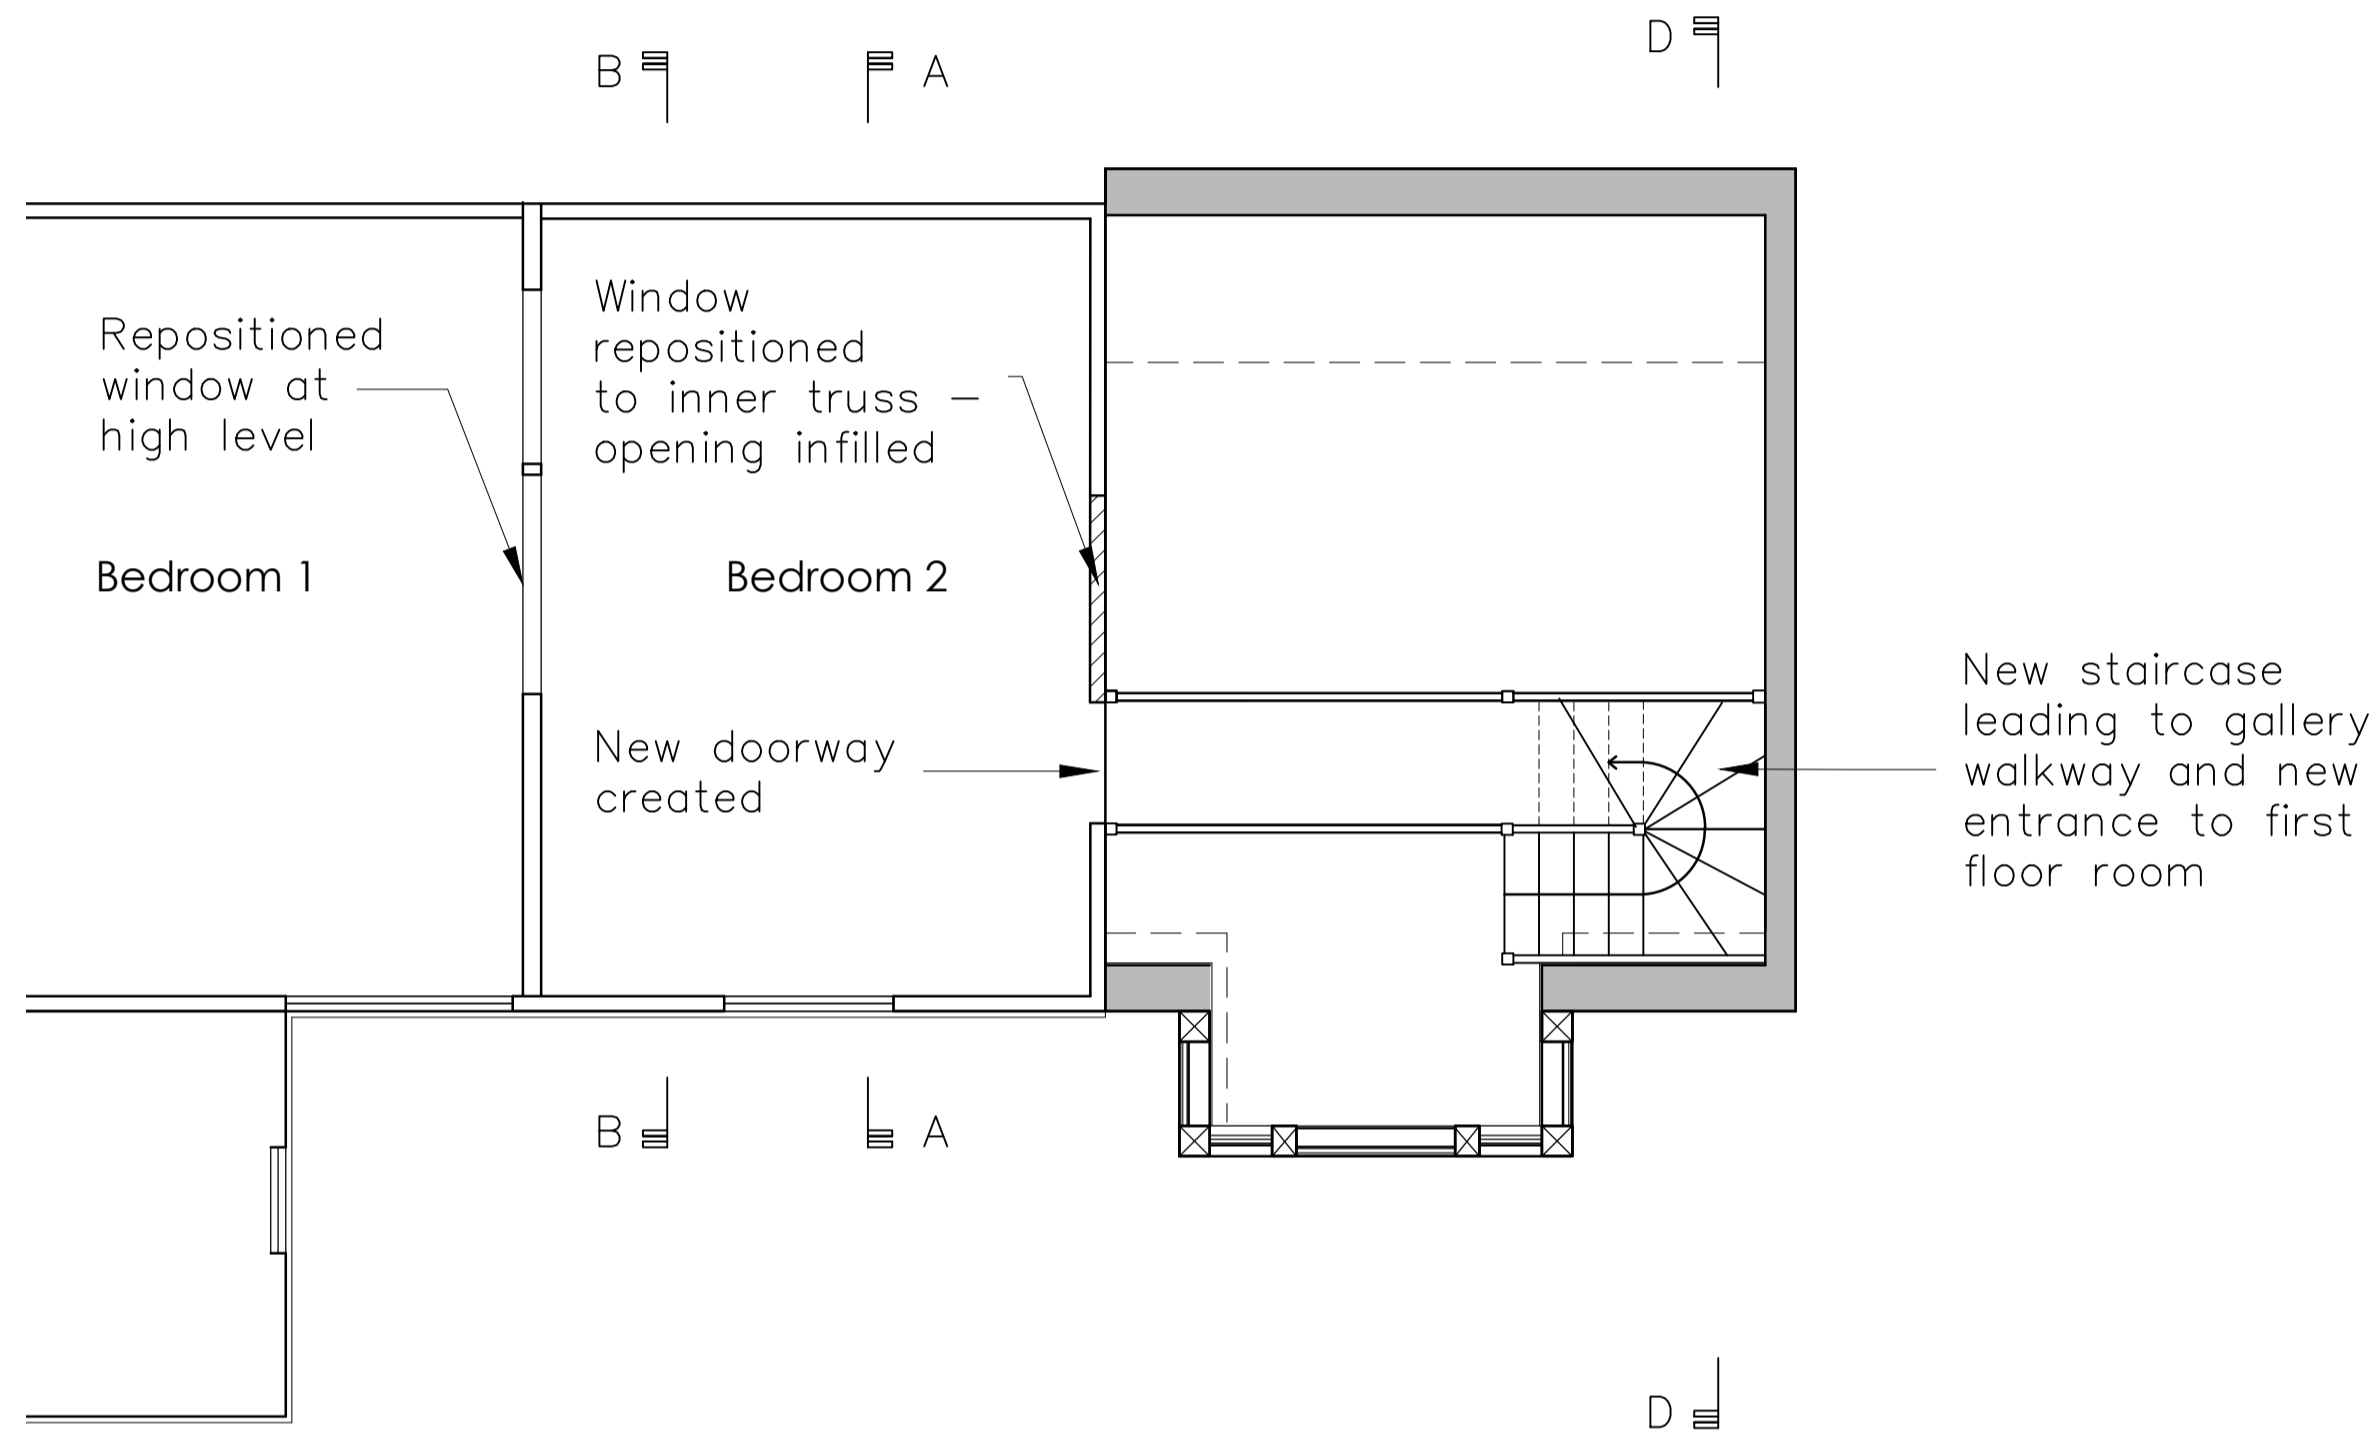 B
A
D
Repositioned
window at
high level
Window
repositioned
to inner truss –
opening infilled
Bedroom 1
Bedroom 2
New doorway
created
New staircase
leading to gallery
walkway and new
entrance to first
floor room
B
A
D